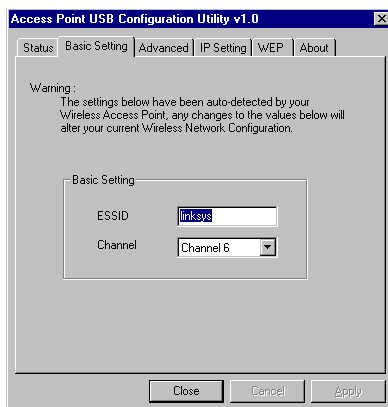 Access Point USB Configuration Utility v1.0
Status Basic Setting Advanced IP Setting WEP About
Warning :
The settings below have been auto-detected by your
Wireless Access Point, any changes to the values below will
alter your current Wireless Network Configuration.
Basic Setting
ESSID linksys
Channel Channel 6
Close Cancel Apply